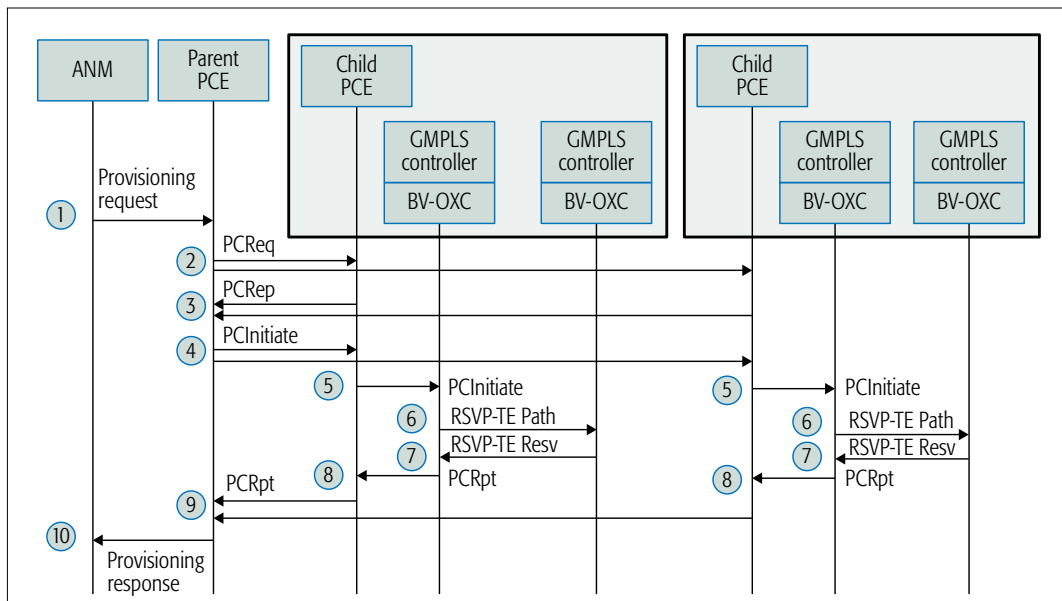 ANM
Parent
PCE
Child
PCE
GMPLS
controller
BV-OXC
GMPLS
controller
BV-OXC
Child
PCE
GMPLS
controller
BV-OXC
GMPLS
controller
BV-OXC
Provisioning
request
1
PCReq
2
PCRep
3
PCInitiate
4
5
PCInitiate
5
PCInitiate
6
RSVP-TE Path
6
RSVP-TE Path
7
RSVP-TE Resv
7
RSVP-TE Resv
8
PCRpt
8
PCRpt
PCRpt
9
10
Provisioning
response